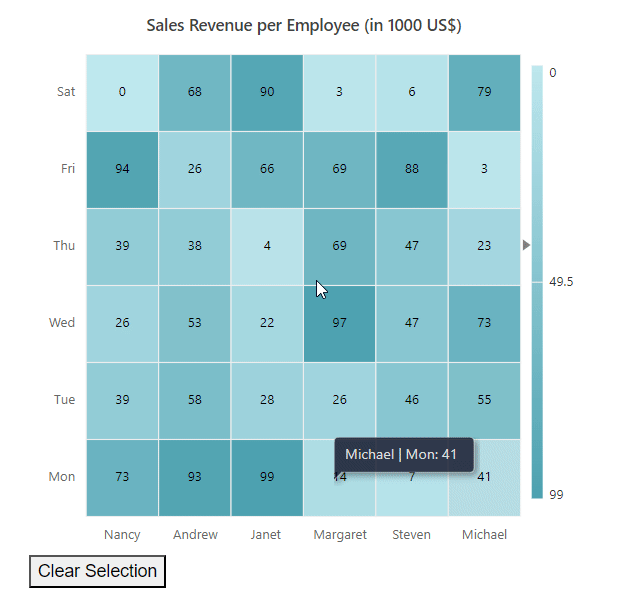 Sales Revenue per Employee (in 1000 US$)
Sat 0 68 90 3 6 79 0
Fri 94 26 66 69 88 3
Thu 39 38 4 69 47 23
49.5
Wed 26 53 22 97 47 73
Tue 39 58 28 26 46 55
Michael | Mon: 41
Mon 73 93 99 14 7 41
99
Nancy Andrew Janet Margaret Steven Michael
Clear Selection